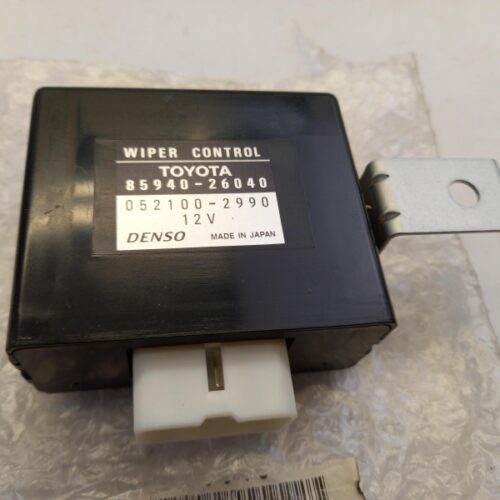 WIPER CONTROL
TOYOTA
85940-26040
052100-2990
12V
DENSO MADE IN JAPAN